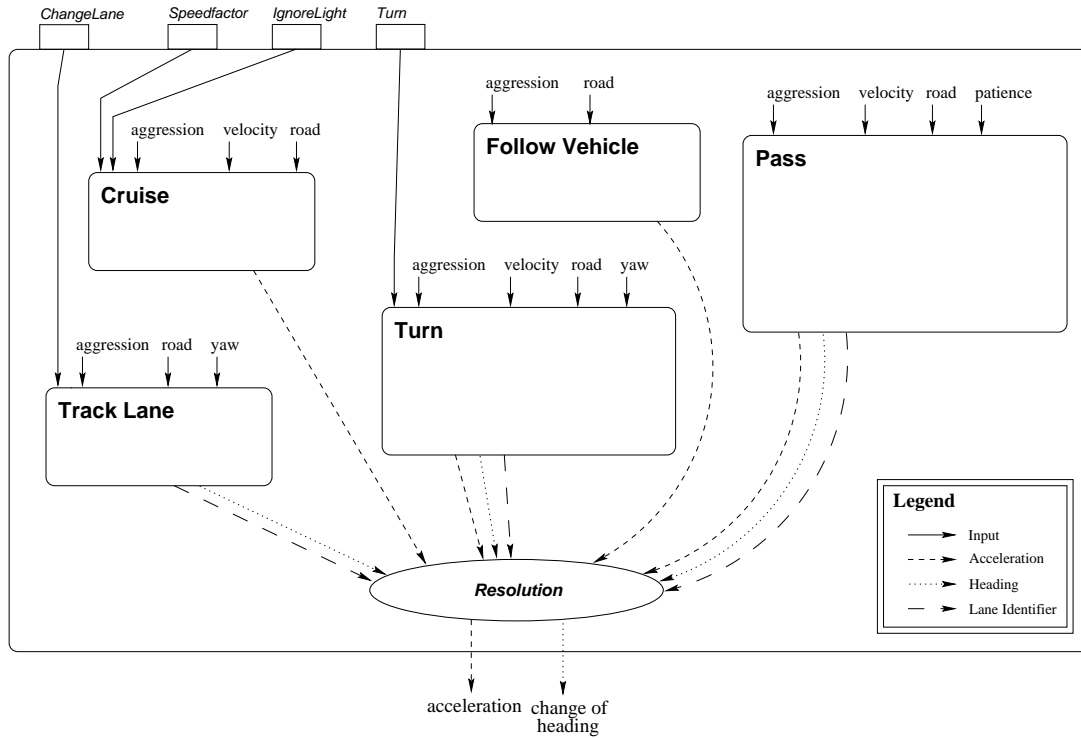 ChangeLane
Speedfactor
IgnoreLight
Turn
aggression road
aggression velocity road patience
Follow Vehicle
Pass
aggression velocity road
Cruise
aggression velocity road yaw
Turn
aggression road yaw
Track Lane
Legend
Input
Acceleration
Heading
Lane Identifier
Resolution
acceleration
change of
heading